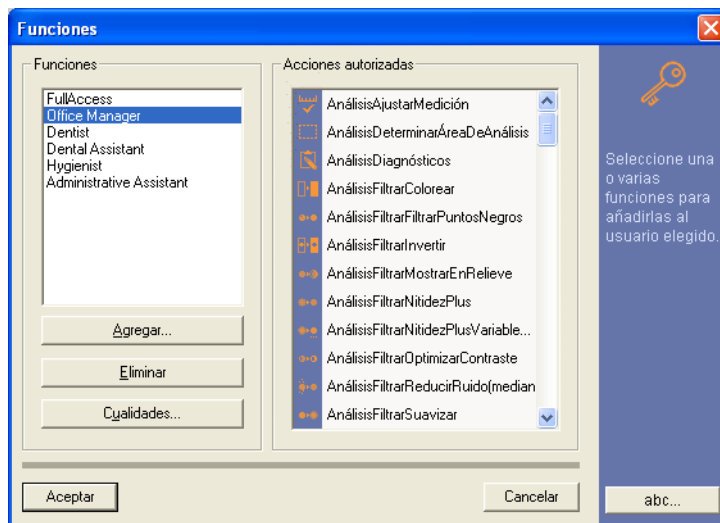 Funciones
Funciones
FullAccess
Office Manager
Dentist
Dental Assistant
Hygienist
Administrative Assistant
Agregar...
Eliminar
Cualidades...
Acciones autorizadas
AnálisisAjustarMedición
AnálisisDeterminarÁreaDeAnálisis
AnálisisDiagnósticos
AnálisisFiltrarColorear
AnálisisFiltrarFiltrarPuntosNegros
AnálisisFiltrarInvertir
AnálisisFiltrarMostrarEnRelieve
AnálisisFiltrarNitidezPlus
AnálisisFiltrarNitidezPlusVariable...
AnálisisFiltrarOptimizarContraste
AnálisisFiltrarReducirRuido(median
AnálisisFiltrarSuavizar
Seleccione una
o varias
funciones para
añadirlas al
usuario elegido.
Aceptar
Cancelar
abc...